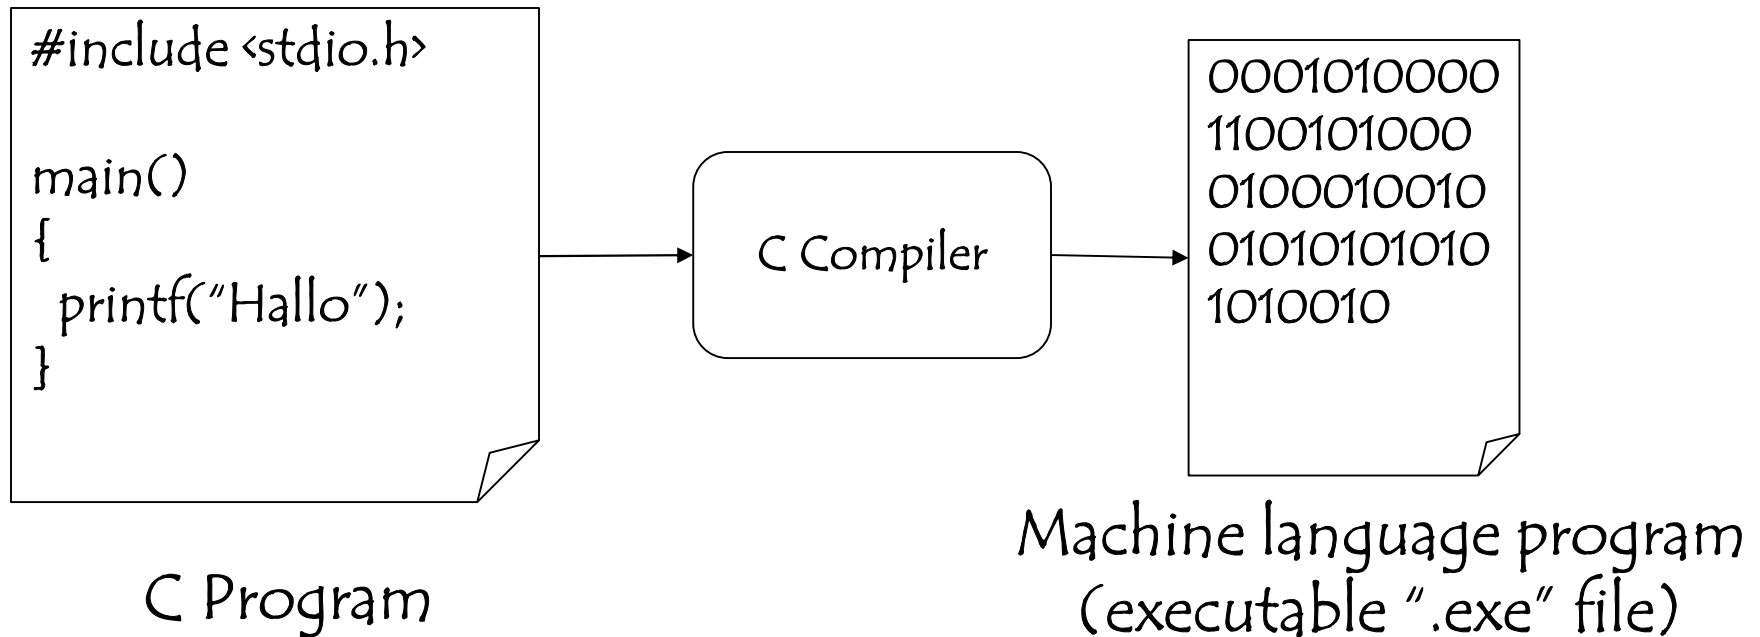 #include <stdio.h>
main()
{
printf(“Hallo”);
}
C Program
C Compiler
0001010000
1100101000
0100010010
01010101010
1010010
Machine language program
(executable “.exe” file)